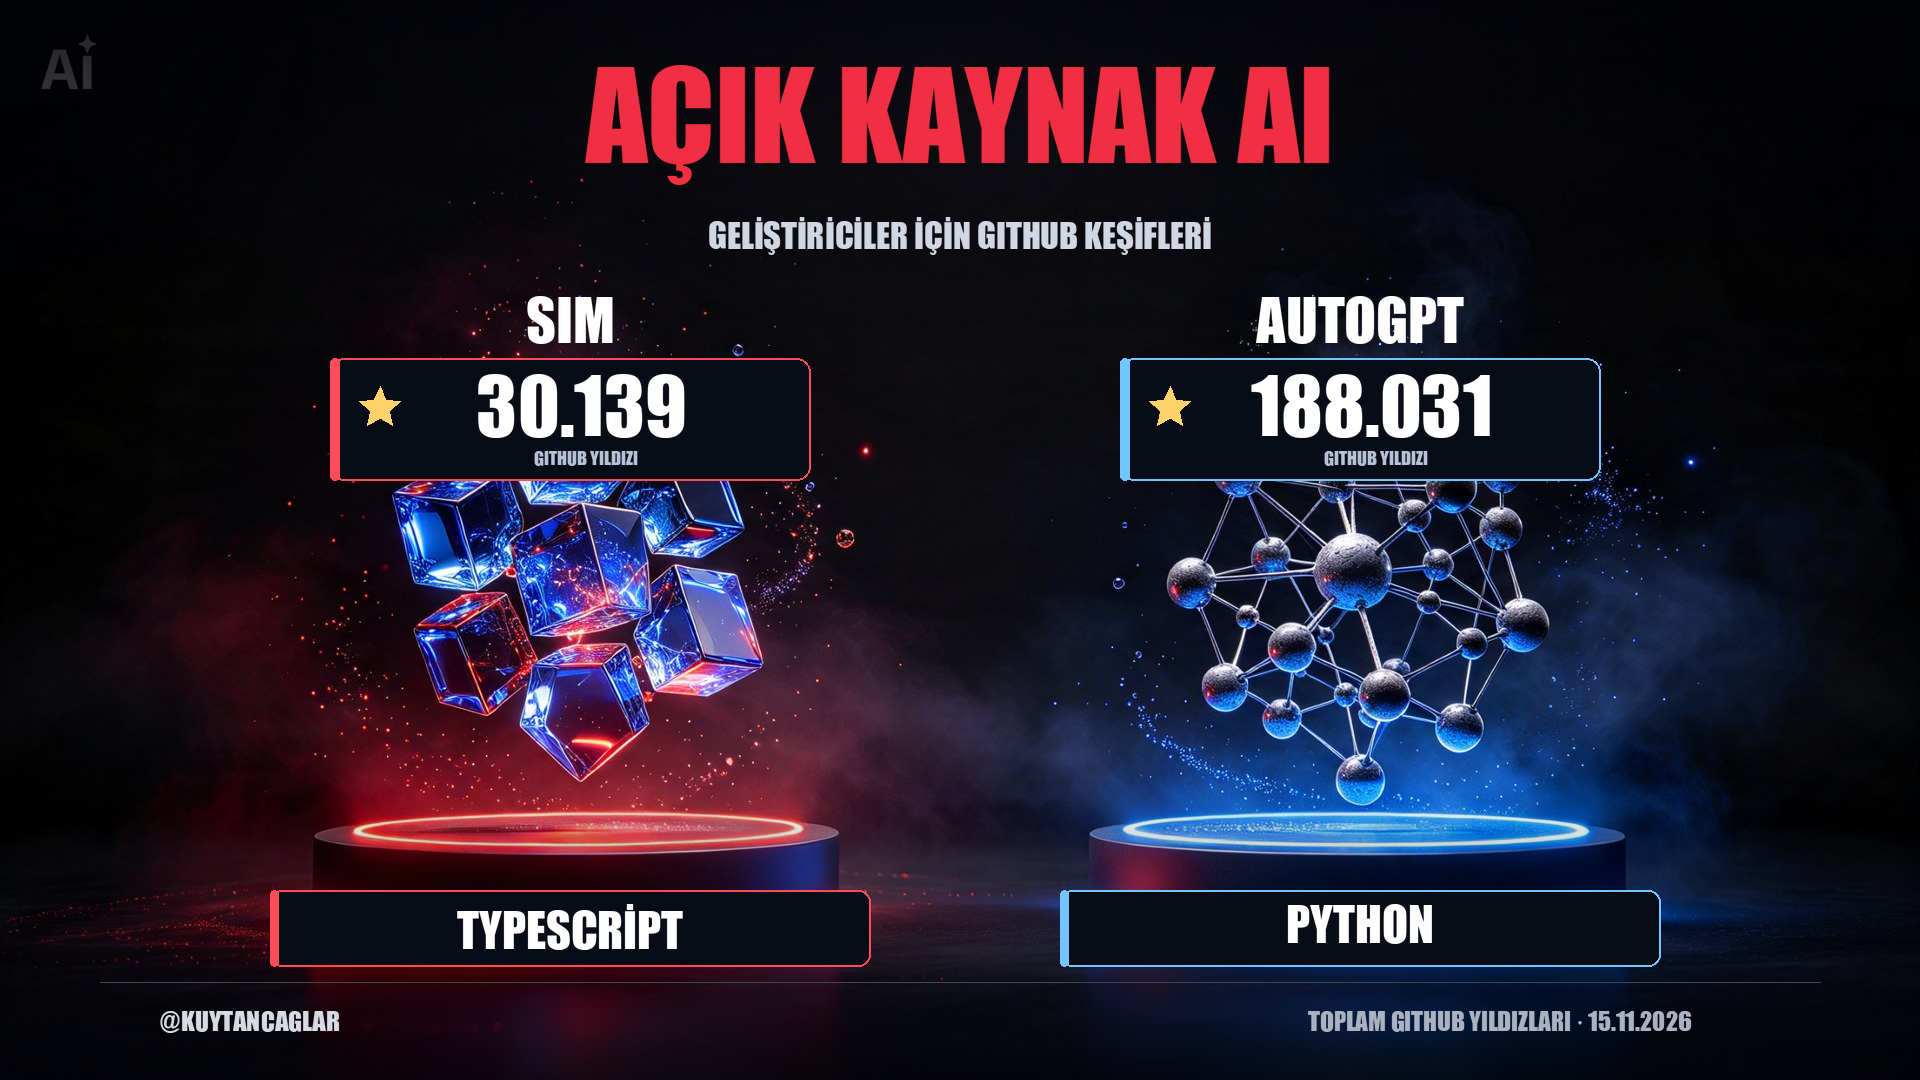 Ai
AÇIK KAYNAK AI
GELİŞTİRİCİLER İÇİN GITHUB KEŞİFLERİ
SIM
30.139
GITHUB YILDIZI
TYPESCRİPT
AUTOGPT
188.031
GITHUB YILDIZI
PYTHON
@KUYTANCAGLAR
TOPLAM GITHUB YILDIZLARI · 15.11.2026